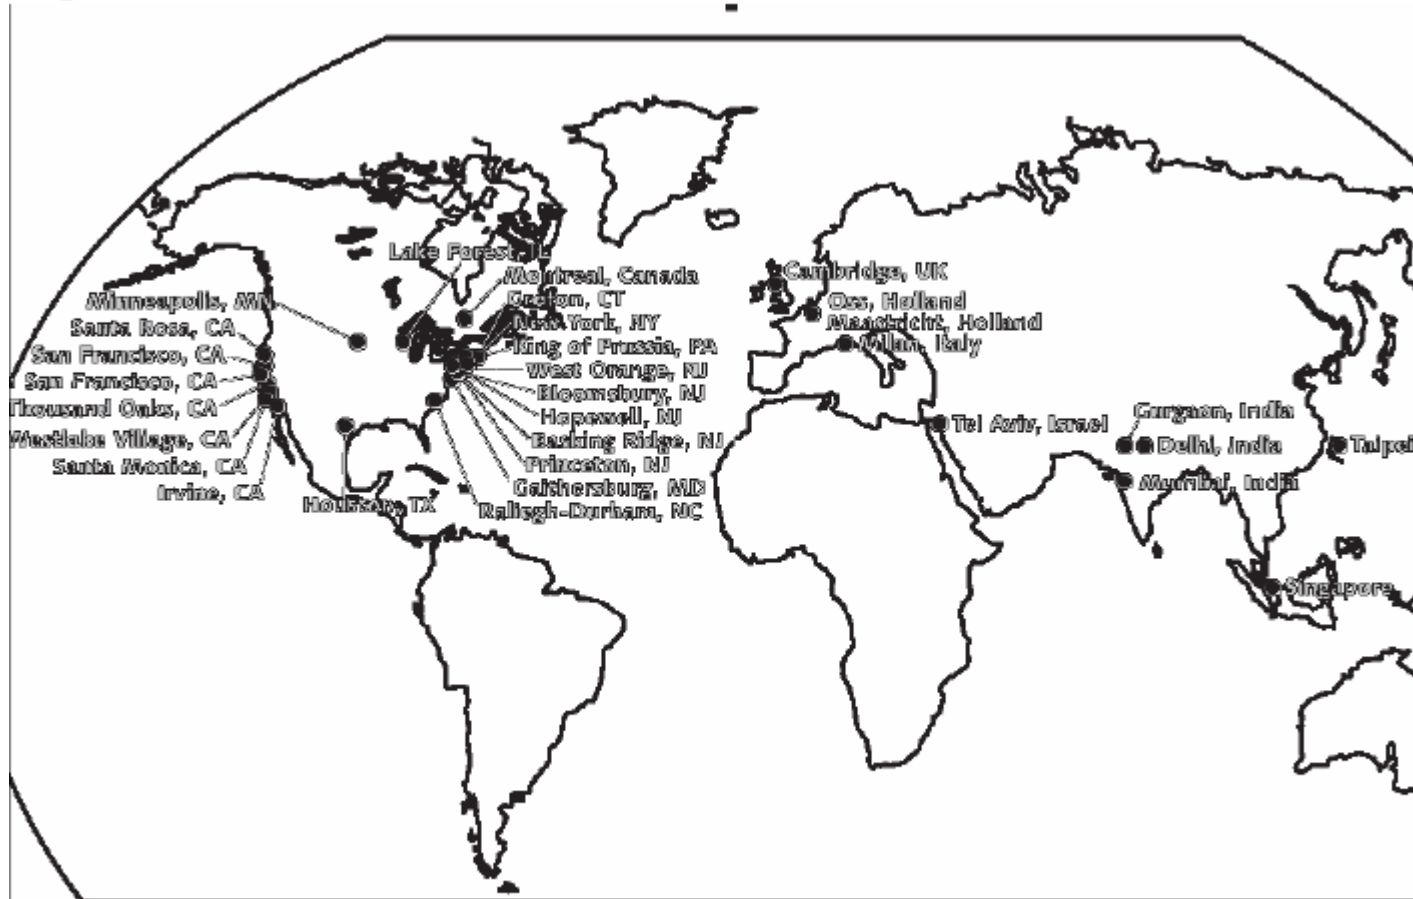 Lake Forest, IL
Montreal, Canada
Groton, CT
New York, NY
King of Prussia, PA
West Orange, NJ
Bloomsbury, NJ
Hopewell, NJ
Basking Ridge, NJ
Princeton, NJ
Gaithersburg, MD
Raliegh-Durham, NC
Minneapolis, MN
Santa Rosa, CA
San Francisco, CA
San Francisco, CA
Thousand Oaks, CA
Westlake Village, CA
Santa Monica, CA
Irvine, CA
Houston, TX
Cambridge, UK
Oss, Holland
Maastricht, Holland
Milan, Italy
Tel Aviv, Israel
Gurgaon, India
Delhi, India
Mumbai, India
Taipei
Singapore